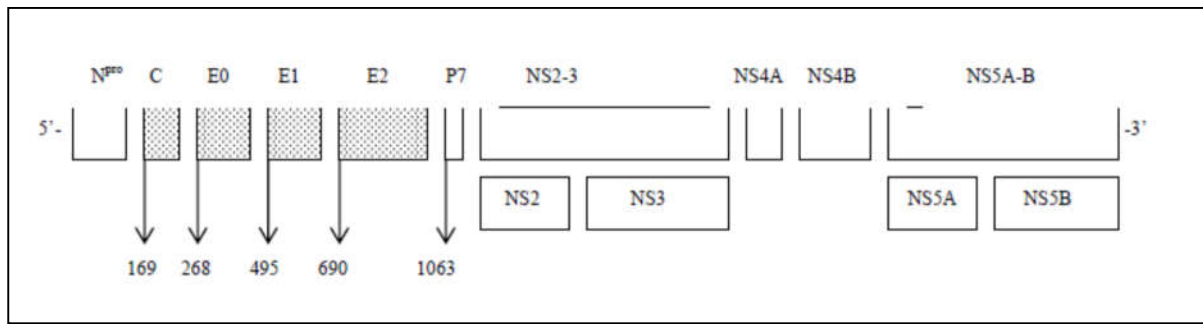 N^pro C E0 E1 E2 P7 NS2-3 NS4A NS4B NS5A-B
5'- -3'
NS2 NS3 NS5A NS5B
169 268 495 690 1063